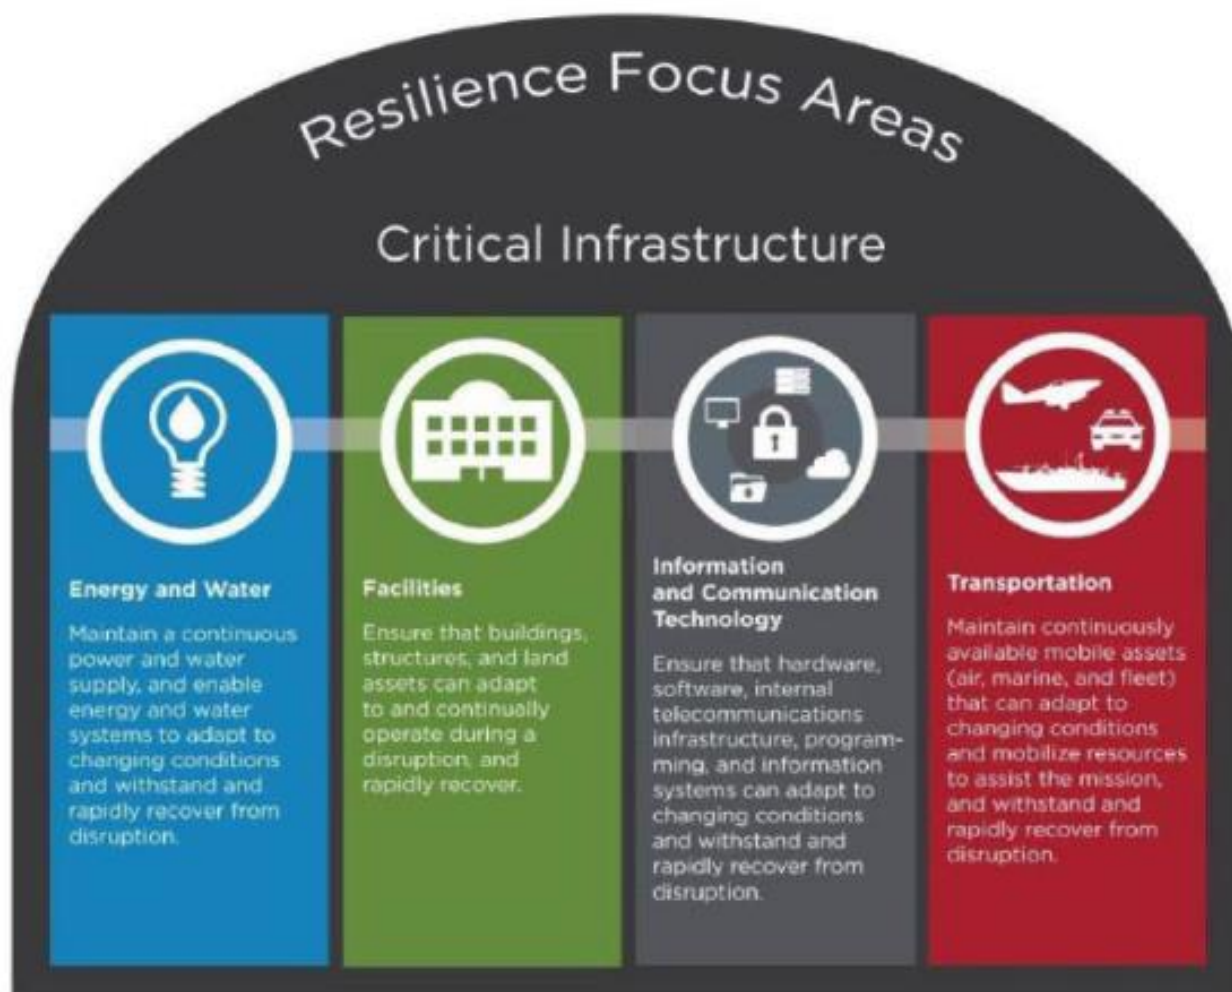 Resilience Focus Areas
Critical Infrastructure
Energy and Water
Maintain a continuous
power and water
supply, and enable
energy and water
systems to adapt to
changing conditions
and withstand and
rapidly recover from
disruption.
Facilities
Ensure that buildings,
structures, and land
assets can adapt
to and continually
operate during a
disruption, and
rapidly recover.
Information
and Communication
Technology
Ensure that hardware,
software, internal
telecommunications
infrastructure, program-
ming, and information
systems can adapt to
changing conditions
and withstand and
rapidly recover from
disruption.
Transportation
Maintain continuously
available mobile assets
(air, marine, and fleet)
that can adapt to
changing conditions
and mobilize resources
to assist the mission,
and withstand and
rapidly recover from
disruption.